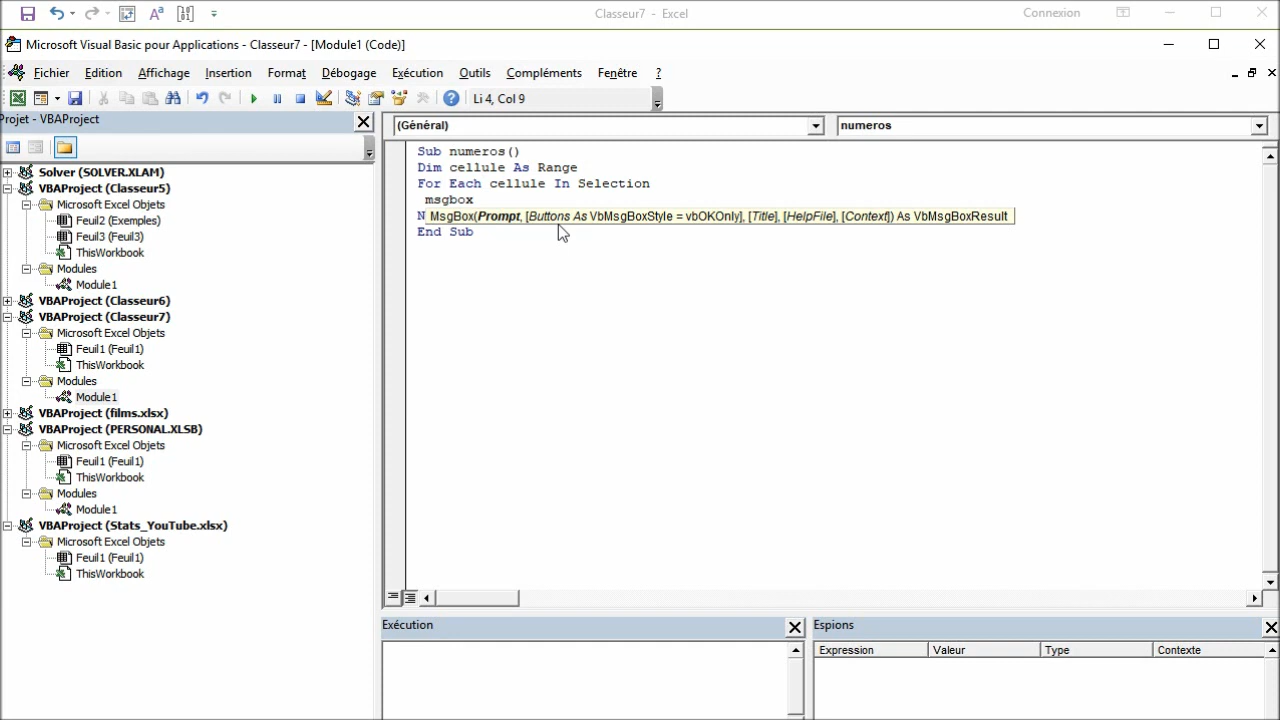 Classeur7 - Excel
Connexion
Microsoft Visual Basic pour Applications - Classeur7 - [Module1 (Code)]
Fichier Edition Affichage Insertion Format Débogage Exécution Outils Compléments Fenêtre ?
Li 4, Col 9
Projet - VBAProject
(Général)
numeros
Solver (SOLVER.XLAM)
VBAProject (Classeur5)
Microsoft Excel Objets
Feuil2 (Exemples)
Feuil3 (Feuil3)
ThisWorkbook
Modules
Module1
VBAProject (Classeur6)
VBAProject (Classeur7)
Microsoft Excel Objets
Feuil1 (Feuil1)
ThisWorkbook
Modules
Module1
VBAProject (films.xlsx)
VBAProject (PERSONAL.XLSB)
Microsoft Excel Objets
Feuil1 (Feuil1)
ThisWorkbook
Modules
Module1
VBAProject (Stats_YouTube.xlsx)
Microsoft Excel Objets
Feuil1 (Feuil1)
ThisWorkbook
Sub numeros()
Dim cellule As Range
For Each cellule In Selection
msgbox
N MsgBox(Prompt, [Buttons As VbMsgBoxStyle = vbOKOnly], [Title], [HelpFile], [Context]) As VbMsgBoxResult
End Sub
Exécution
Espions
Expression Valeur Type Contexte